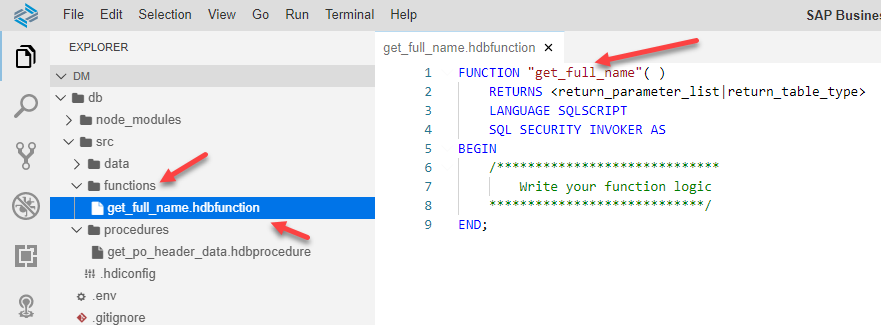 File Edit Selection View Go Run Terminal Help SAP Busines
EXPLORER
DM
db
node_modules
src
data
functions
get_full_name.hdbfunction
procedures
get_po_header_data.hdbprocedure
.hdiconfig
.env
.gitignore
get_full_name.hdbfunction ×
1 FUNCTION "get_full_name"( )
2 RETURNS <return_parameter_list|return_table_type>
3 LANGUAGE SQLSCRIPT
4 SQL SECURITY INVOKER AS
5 BEGIN
6 /*****************************
7 Write your function logic
8 ****************************/
9 END;